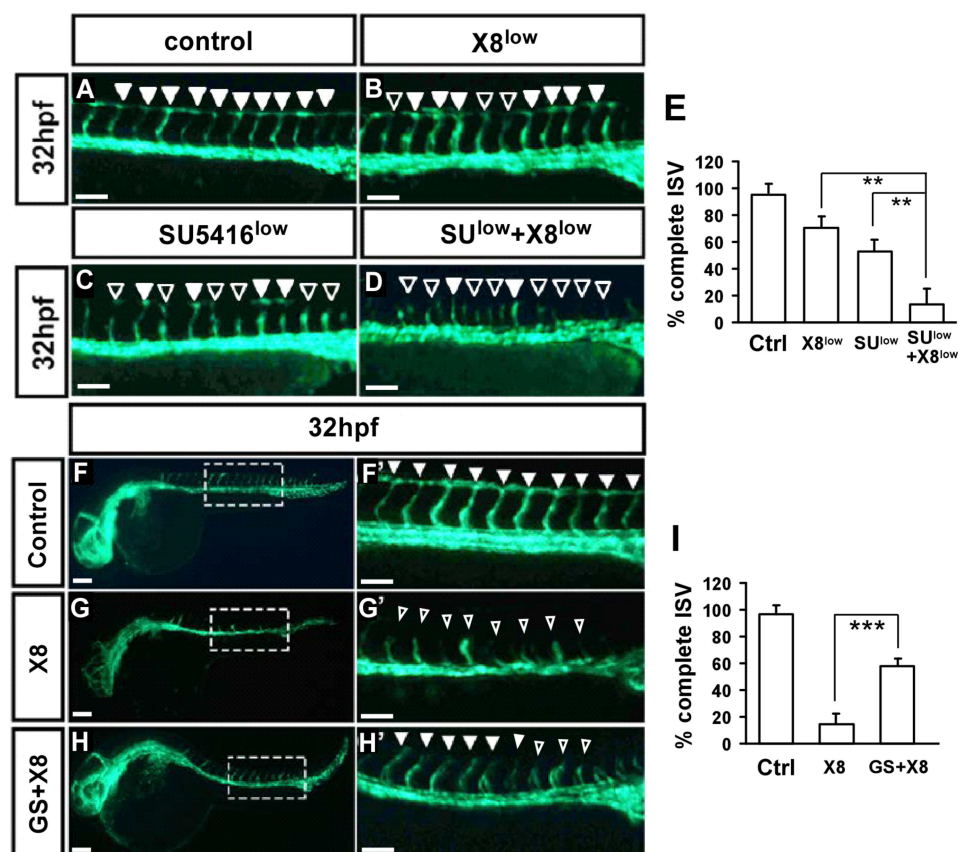 control
X8low
32hpf
A
B
SU5416low
SUlow+X8low
32hpf
C
D
E
% complete ISV
120
100
80
60
40
20
0
**
**
Ctrl
X8low
SUlow
SUlow
+X8low
32hpf
Control
F
F'
X8
G
G'
GS+X8
H
H'
I
% complete ISV
120
100
80
60
40
20
0
***
Ctrl
X8
GS+X8